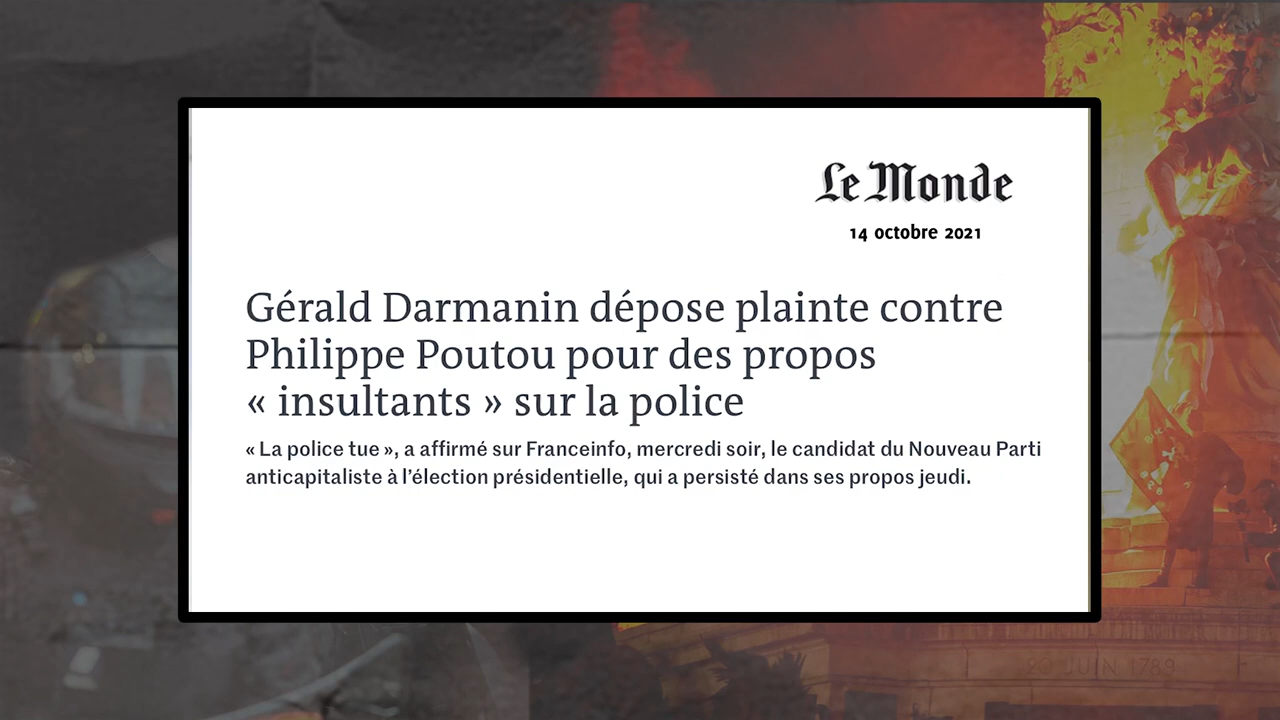 Le Monde
14 octobre 2021
Gérald Darmanin dépose plainte contre
Philippe Poutou pour des propos
« insultants » sur la police
« La police tue », a affirmé sur Franceinfo, mercredi soir, le candidat du Nouveau Parti
anticapitaliste à l’élection présidentielle, qui a persisté dans ses propos jeudi.
20 JUIN 1789